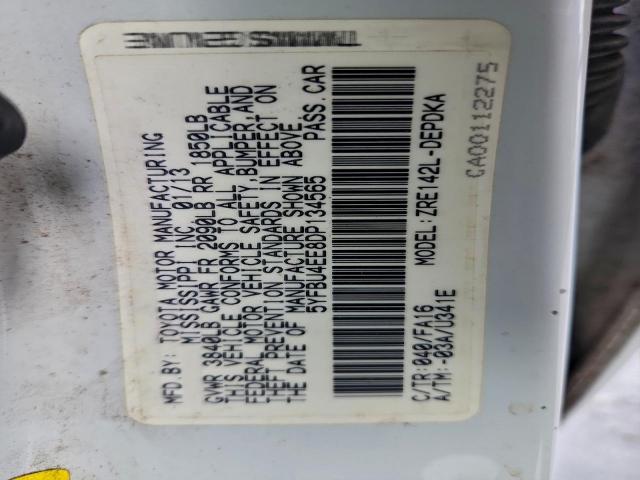 MFD. BY: TOYOTA MOTOR MANUFACTURING
MISSISSIPPI INC. 01/13
GVWR 3840LB GAWR FR 2090LB RR 1850LB
THIS VEHICLE CONFORMS TO ALL APPLICABLE
FEDERAL MOTOR VEHICLE SAFETY, BUMPER, AND
THEFT PREVENTION STANDARDS IN EFFECT ON
THE DATE OF MANUFACTURE SHOWN ABOVE.
5YFBU4EE8DP134565 PASS. CAR
C/TR: 040/FA16 MODEL: ZRE142L-DEPDKA
A/TM: -03A/U341E
CA00112275